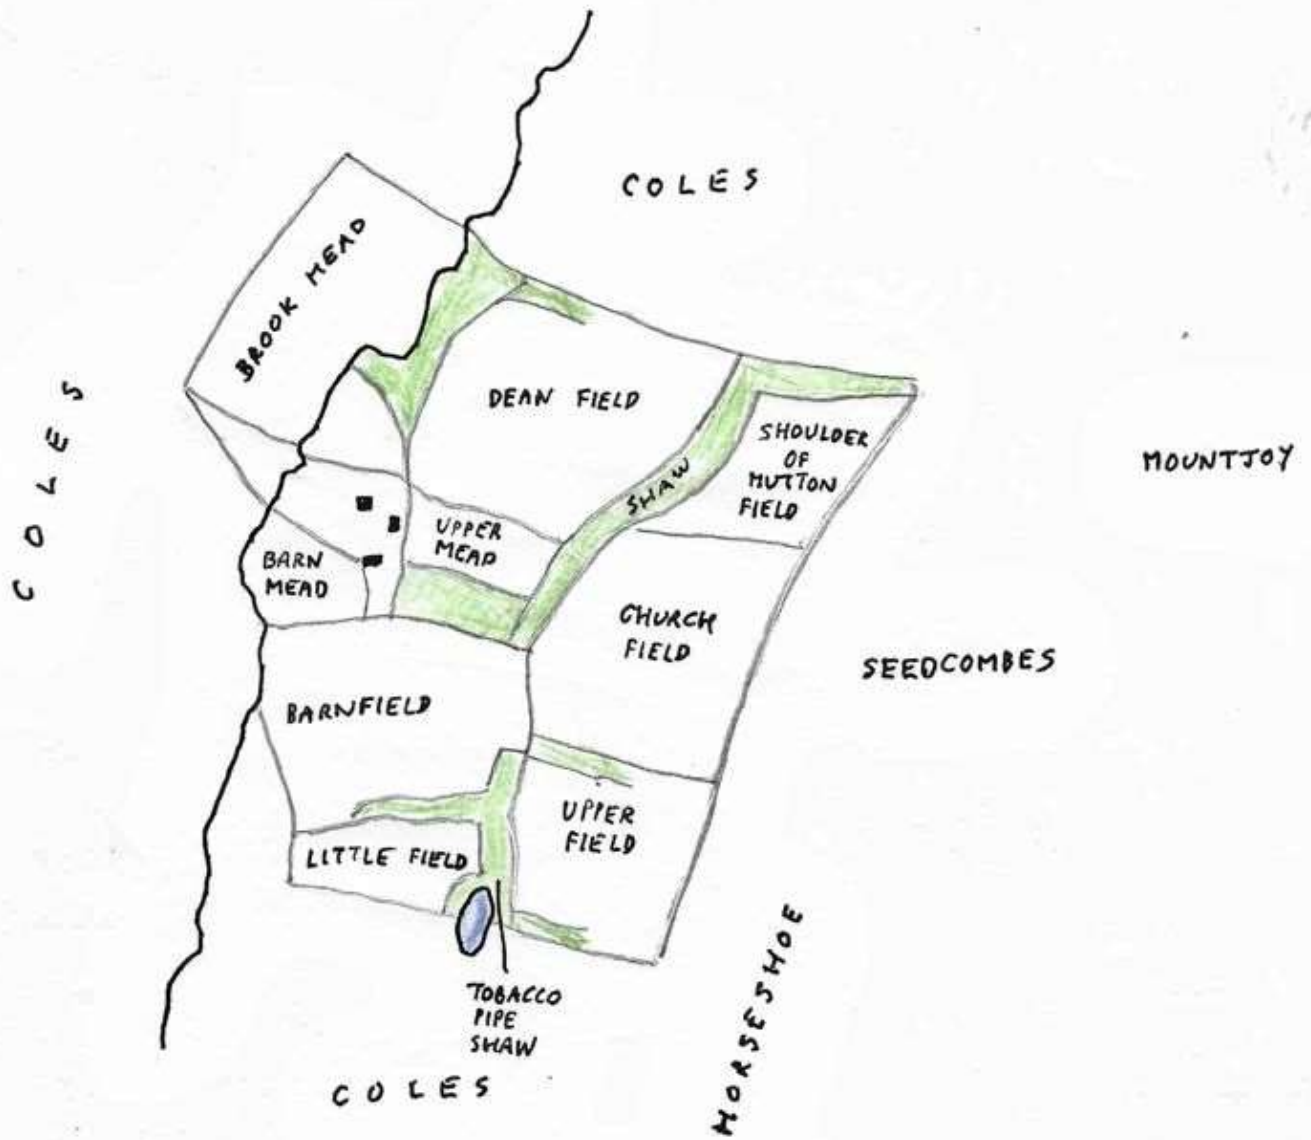 COLES
BROOK MEAD
DEAN FIELD
COLES
SHOULDER
OF
MUTTON
FIELD
MOUNTJOY
SHAW
UPPER
MEAD
BARN
MEAD
CHURCH
FIELD
SEEDCOMBES
BARNFIELD
UPPER
FIELD
LITTLE FIELD
HORSESHOE
TOBACCO
PIPE
SHAW
COLES